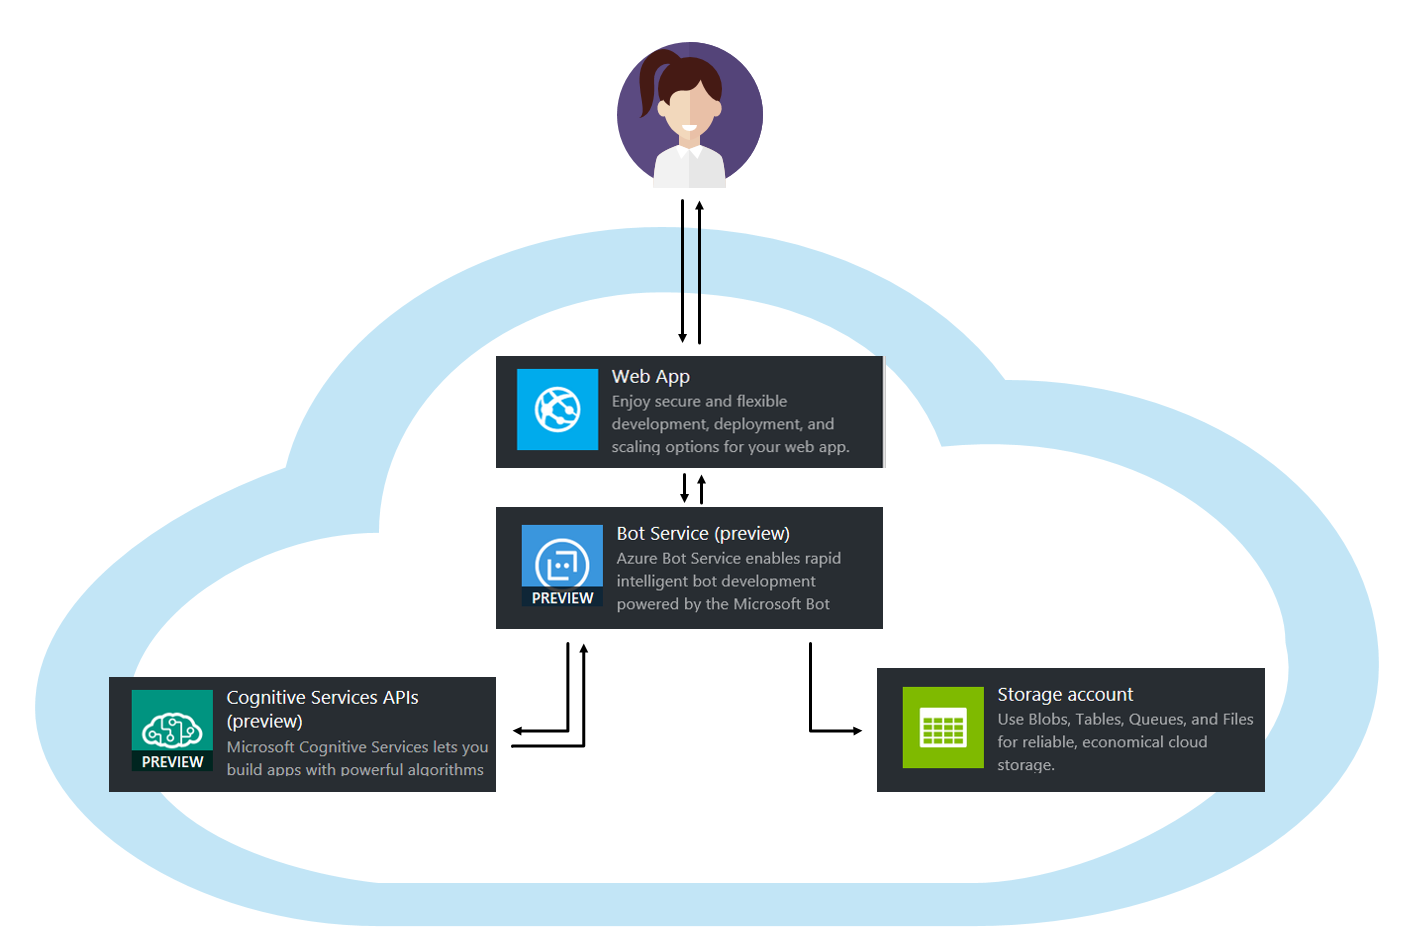 Web App
Enjoy secure and flexible
development, deployment, and
scaling options for your web app.
Bot Service (preview)
Azure Bot Service enables rapid
intelligent bot development
powered by the Microsoft Bot
PREVIEW
Cognitive Services APIs
(preview)
Microsoft Cognitive Services lets you
build apps with powerful algorithms
PREVIEW
Storage account
Use Blobs, Tables, Queues, and Files
for reliable, economical cloud
storage.